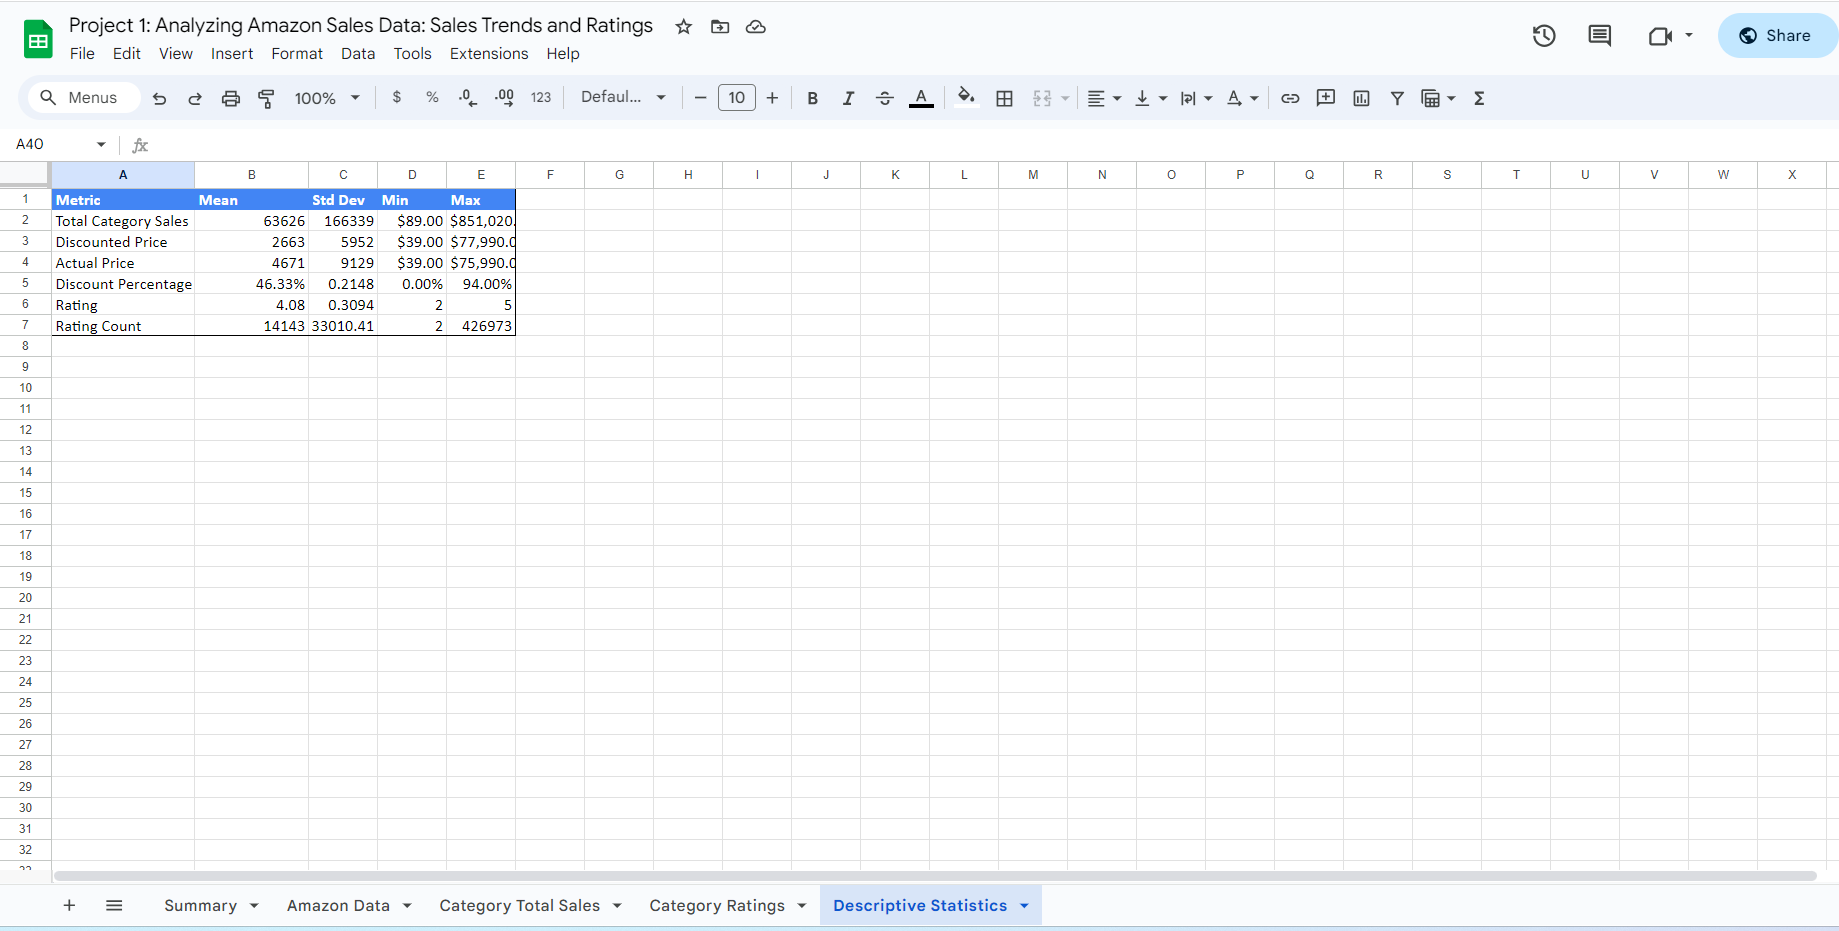 Project 1: Analyzing Amazon Sales Data: Sales Trends and Ratings
File Edit View Insert Format Data Tools Extensions Help
Share
Menus 100% $ % .0 .00 123 Defaul... 10 B I A
A40 fx
A B C D E F G H I J K L M N O P Q R S T U V W X
1 Metric Mean Std Dev Min Max
2 Total Category Sales 63626 166339 $89.00 $851,020.
3 Discounted Price 2663 5952 $39.00 $77,990.0
4 Actual Price 4671 9129 $39.00 $75,990.0
5 Discount Percentage 46.33% 0.2148 0.00% 94.00%
6 Rating 4.08 0.3094 2 5
7 Rating Count 14143 33010.41 2 426973
8
9
10
11
12
13
14
15
16
17
18
19
20
21
22
23
24
25
26
27
28
29
30
31
32
Summary Amazon Data Category Total Sales Category Ratings Descriptive Statistics